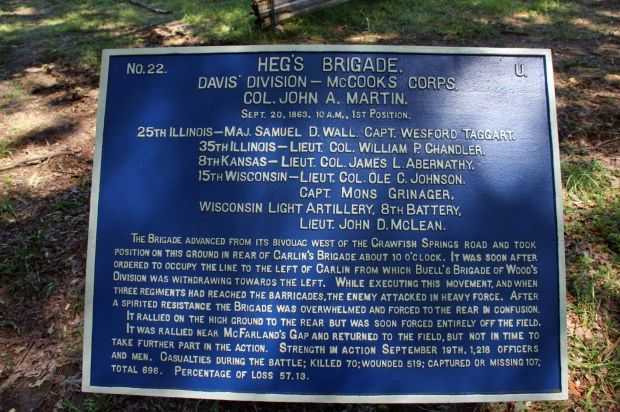 No. 22. HEG'S BRIGADE. U.
DAVIS' DIVISION — McCOOK'S CORPS.
COL. JOHN A. MARTIN.
SEPT. 20, 1863, 10 A.M., 1ST POSITION.
25TH ILLINOIS — MAJ. SAMUEL D. WALL. CAPT. WESFORD TAGGART.
35TH ILLINOIS — LIEUT. COL. WILLIAM P. CHANDLER.
8TH KANSAS — LIEUT. COL. JAMES L. ABERNATHY.
15TH WISCONSIN — LIEUT. COL. OLE C. JOHNSON.
CAPT. MONS GRINAGER,
WISCONSIN LIGHT ARTILLERY, 8TH BATTERY,
LIEUT. JOHN D. McLEAN.
THE BRIGADE ADVANCED FROM ITS BIVOUAC WEST OF THE CRAWFISH SPRINGS ROAD AND TOOK
POSITION ON THIS GROUND IN REAR OF CARLIN'S BRIGADE ABOUT 10 O'CLOCK. IT WAS SOON AFTER
ORDERED TO OCCUPY THE LINE TO THE LEFT OF CARLIN FROM WHICH BUELL'S BRIGADE OF WOOD'S
DIVISION WAS WITHDRAWING TOWARDS THE LEFT. WHILE EXECUTING THIS MOVEMENT, AND WHEN
THREE REGIMENTS HAD REACHED THE BARRICADES, THE ENEMY ATTACKED IN HEAVY FORCE. AFTER
A SPIRITED RESISTANCE THE BRIGADE WAS OVERWHELMED AND FORCED TO THE REAR IN CONFUSION.
IT RALLIED ON THE HIGH GROUND TO THE REAR BUT WAS SOON FORCED ENTIRELY OFF THE FIELD.
IT WAS RALLIED NEAR McFARLAND'S GAP AND RETURNED TO THE FIELD, BUT NOT IN TIME TO
TAKE FURTHER PART IN THE ACTION. STRENGTH IN ACTION SEPTEMBER 19TH, 1,218 OFFICERS
AND MEN. CASUALTIES DURING THE BATTLE; KILLED 70; WOUNDED 519; CAPTURED OR MISSING 107;
TOTAL 696. PERCENTAGE OF LOSS 57.13.